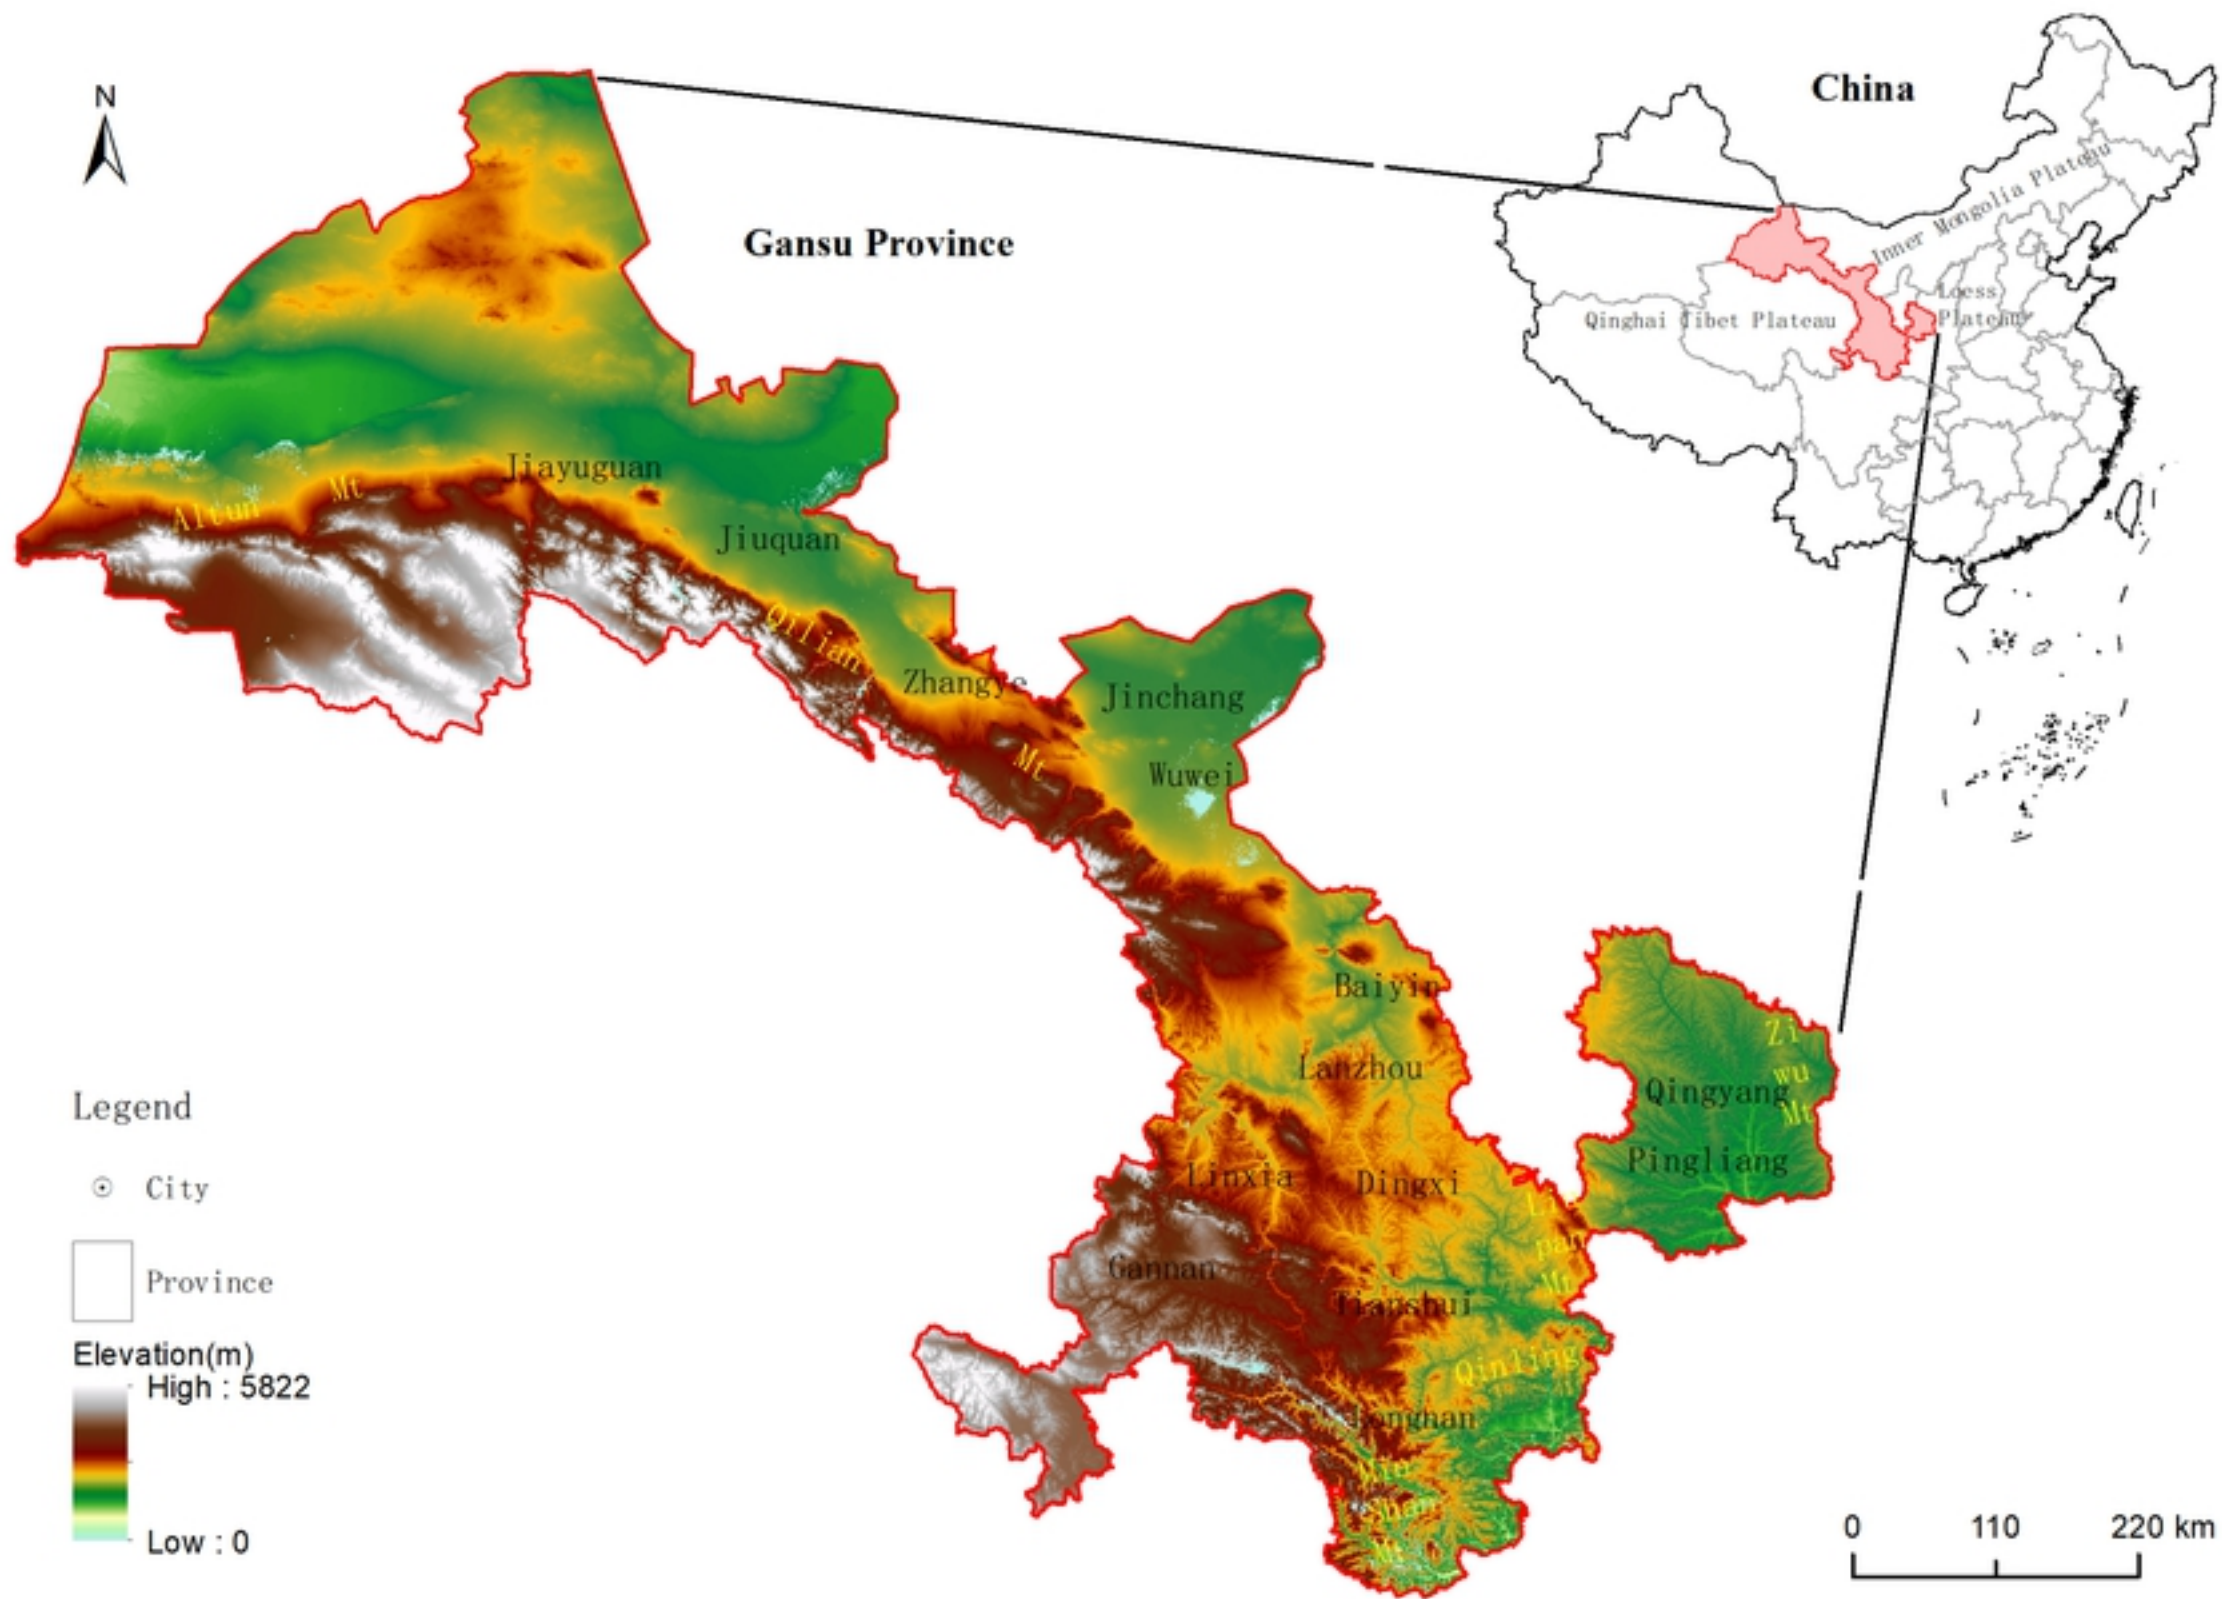 N
China
Inner Mongolia Plateau
Gansu Province
Loess
Plateau
Qinghai Tibet Plateau
Jiayuguan
Altun Mt
Jiuquan
Qilian Mt
Zhangye
Jinchang
Wuwei
Baiyin
Lanzhou
Zi
wu
Mt
Qingyang
Pingliang
Linxia
Dingxi
pan
Gannan
Tianshui
Qinling
Longnan
Shan
Legend
City
Province
Elevation(m)
High : 5822
Low : 0
0 110 220 km